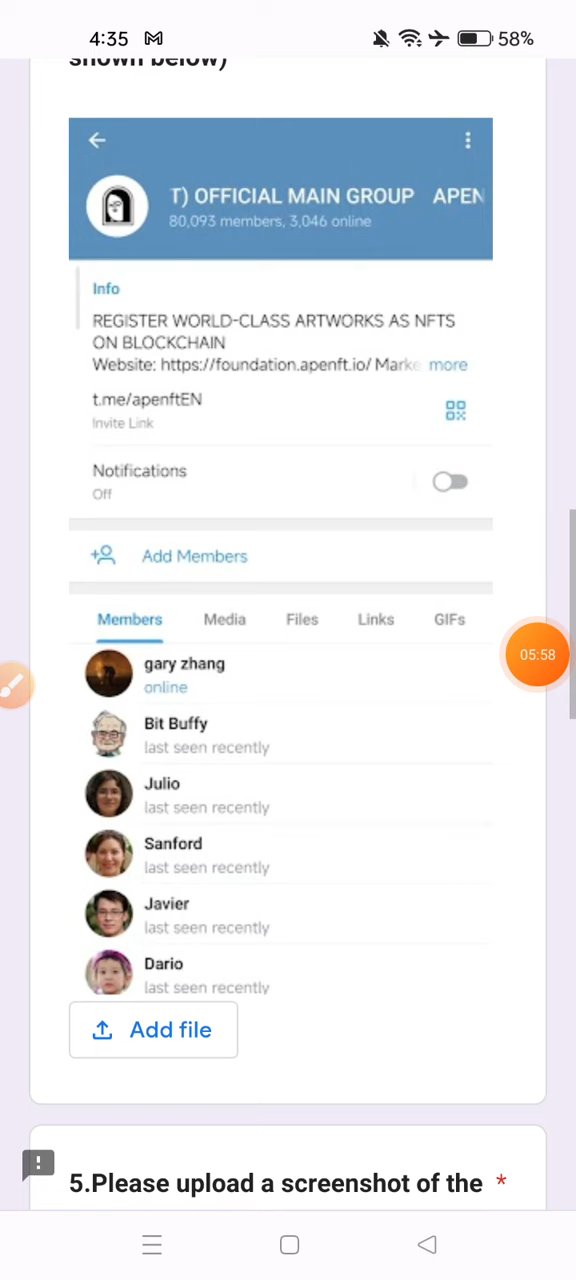 4:35
58%
shown below)
T) OFFICIAL MAIN GROUP APEN
80,093 members, 3,046 online
Info
REGISTER WORLD-CLASS ARTWORKS AS NFTS
ON BLOCKCHAIN
Website: https://foundation.apenft.io/ Marke more
t.me/apenftEN
Invite Link
Notifications
Off
Add Members
Members Media Files Links GIFs
gary zhang
online
Bit Buffy
last seen recently
Julio
last seen recently
Sanford
last seen recently
Javier
last seen recently
Dario
last seen recently
05:58
Add file
5.Please upload a screenshot of the *